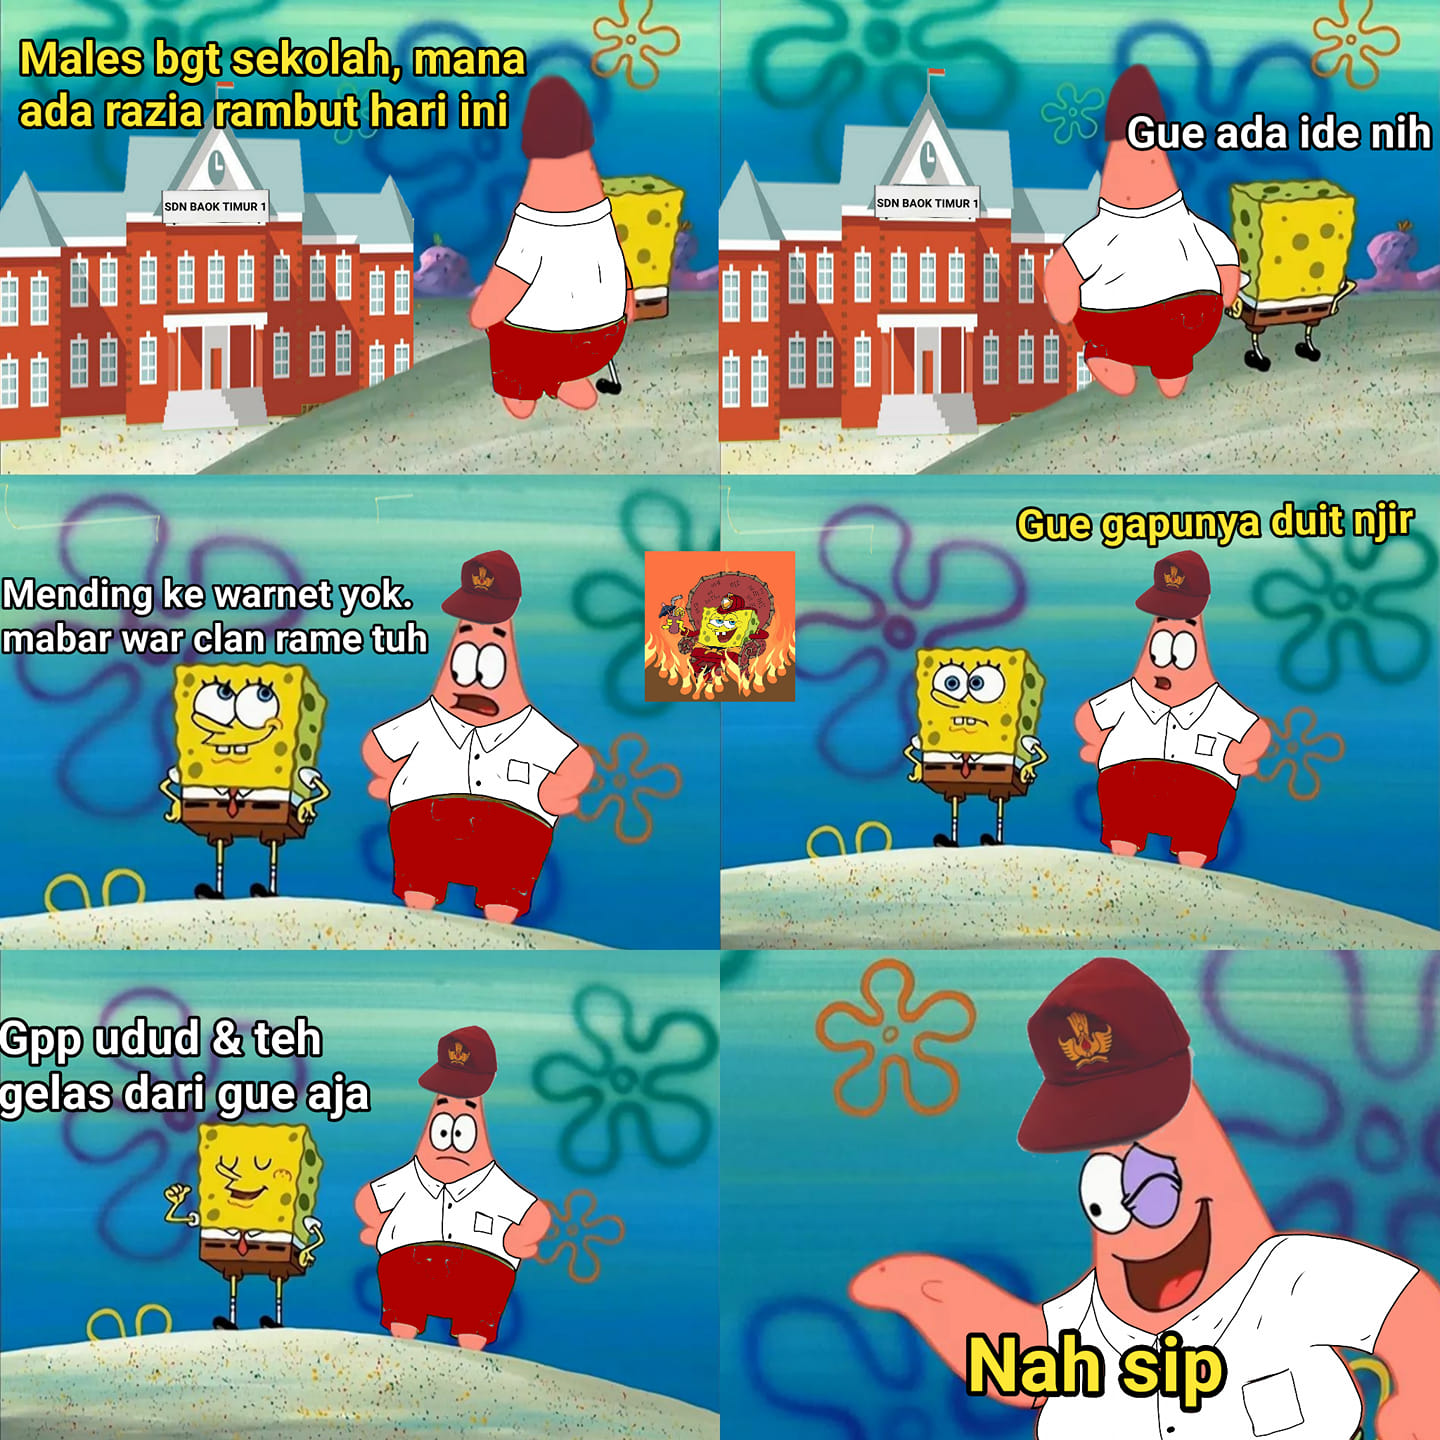 Males bgt sekolah, mana
ada razia rambut hari ini
SDN BAOK TIMUR 1
Gue ada ide nih
SDN BAOK TIMUR 1
Mending ke warnet yok.
mabar war clan rame tuh
Gue gapunya duit njir
Gpp udud & teh
gelas dari gue aja
Nah sip